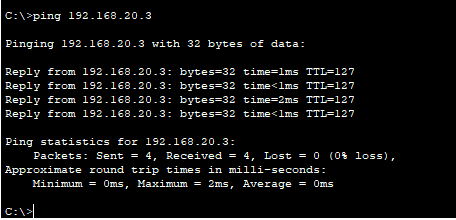 C:\>ping 192.168.20.3
Pinging 192.168.20.3 with 32 bytes of data:
Reply from 192.168.20.3: bytes=32 time=1ms TTL=127
Reply from 192.168.20.3: bytes=32 time<1ms TTL=127
Reply from 192.168.20.3: bytes=32 time=2ms TTL=127
Reply from 192.168.20.3: bytes=32 time<1ms TTL=127
Ping statistics for 192.168.20.3:
    Packets: Sent = 4, Received = 4, Lost = 0 (0% loss),
Approximate round trip times in milli-seconds:
    Minimum = 0ms, Maximum = 2ms, Average = 0ms
C:\>